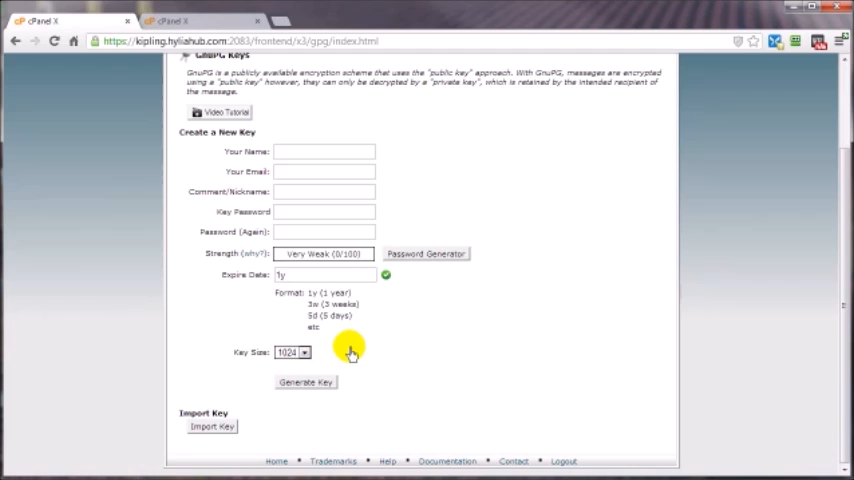 cPanel X
cPanel X
https://kipling.hyliahub.com:2083/frontend/x3/gpg/index.html
GnuPG Keys
GnuPG is a publicly available encryption scheme that uses the "public key" approach. With GnuPG, messages are encrypted
using a "public key" however, they can only be decrypted by a "private key", which is retained by the intended recipient of
the message.
Video Tutorial
Create a New Key
Your Name:
Your Email:
Comment/Nickname:
Key Password
Password (Again):
Strength (why?): Very Weak (0/100) Password Generator
Expire Date: 1y
Format: 1y (1 year)
3w (3 weeks)
5d (5 days)
etc
Key Size: 1024
Generate Key
Import Key
Import Key
Home • Trademarks • Help • Documentation • Contact • Logout